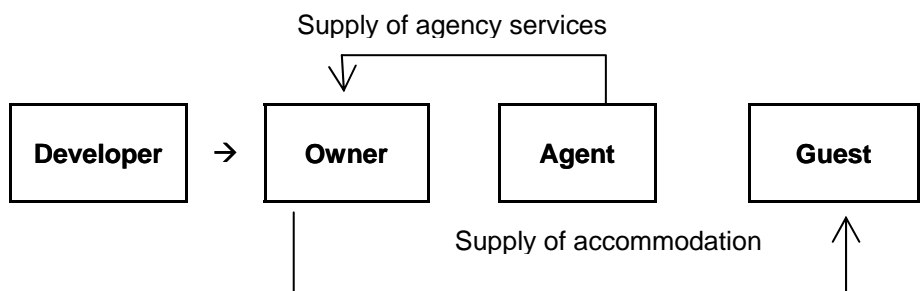 Supply of agency services
Developer → Owner Agent Guest
Supply of accommodation